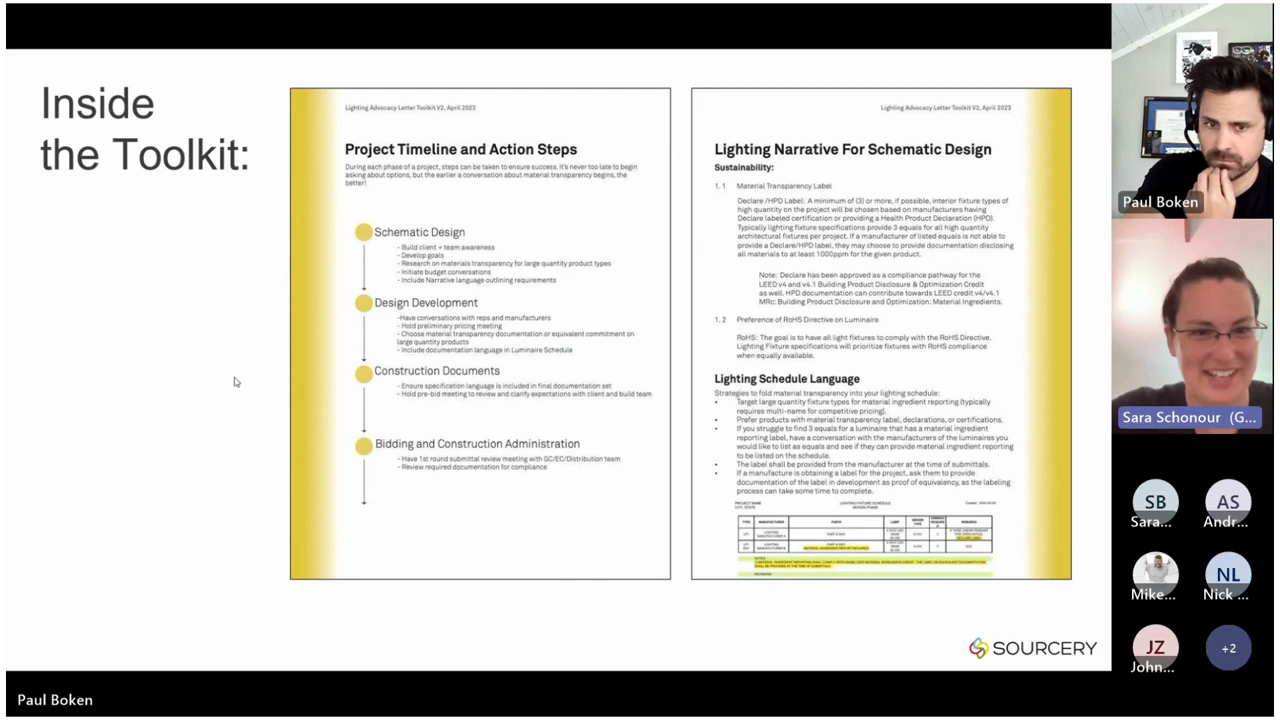 Inside
the Toolkit:
Lighting Advocacy Letter Toolkit V2, April 2023
Project Timeline and Action Steps
During each phase of a project, steps can be taken to ensure success. It's never too late to begin
asking about options, but the earlier a conversation about material transparency begins, the
better!
Schematic Design
- Build client + team awareness
- Develop goals
- Research on materials transparency for large quantity product types
- Initiate budget conversations
- Include Narrative language outlining requirements
Design Development
-Have conversations with reps and manufacturers
- Hold preliminary pricing meeting
- Choose material transparency documentation or equivalent commitment on
large quantity products
- Include documentation language in Luminaire Schedule
Construction Documents
- Ensure specification language is included in final documentation set
- Hold pre-bid meeting to review and clarify expectations with client and build team
Bidding and Construction Administration
- Have 1st round submittal review meeting with GC/EC/Distribution team
- Review required documentation for compliance
Lighting Advocacy Letter Toolkit V2, April 2023
Lighting Narrative For Schematic Design
Sustainability:
1.1 Material Transparency Label
Declare /HPD Label: A minimum of (3) or more, if possible, interior fixture types of
high quantity on the project will be chosen based on manufacturers having
Declare labeled certification or providing a Health Product Declaration (HPD).
Typically lighting fixture specifications provide 3 equals for all high quantity
architectural fixtures per project. If a manufacturer of listed equals is not able to
provide a Declare/HPD label, they may choose to provide documentation disclosing
all materials to at least 1000ppm for the given product.
Note: Declare has been approved as a compliance pathway for the
LEED v4 and v4.1 Building Product Disclosure & Optimization Credit
as well. HPD documentation can contribute towards LEED credit v4/v4.1
MRc: Building Product Disclosure and Optimization: Material Ingredients.
1.2 Preference of RoHS Directive on Luminaire
RoHS: The goal is to have all light fixtures to comply with the RoHS Directive.
Lighting Fixture specifications will prioritize fixtures with RoHS compliance
when equally available.
Lighting Schedule Language
Strategies to fold material transparency into your lighting schedule:
• Target large quantity fixture types for material ingredient reporting (typically
requires multi-name for competitive pricing).
• Prefer products with material transparency label, declarations, or certifications.
• If you struggle to find 3 equals for a luminaire that has a material ingredient
reporting label, have a conversation with the manufacturers of the luminaires you
would like to list as equals and see if they can provide material ingredient reporting
to be listed on the schedule.
• The label shall be provided from the manufacturer at the time of submittals.
• If a manufacture is obtaining a label for the project, ask them to provide
documentation of the label in development as proof of equivalency, as the labeling
process can take some time to complete.
PROJECT NAME
CITY, STATE
LIGHTING FIXTURE SCHEDULE
DESIGN PHASE
TYPE MANUFACTURER
SOURCERY
Paul Boken
Sara Schonour (G...
SB
Sara...
AS
Andr...
Mike...
NL
Nick ...
JZ
John...
+2
Paul Boken